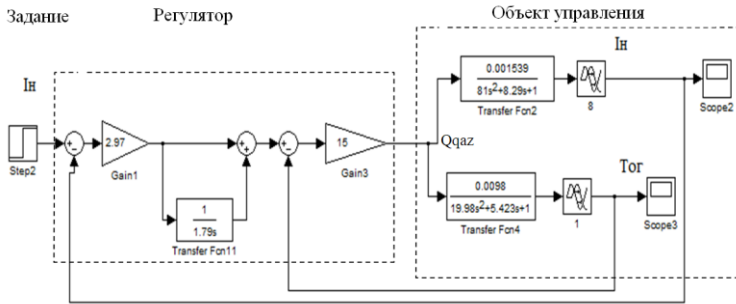 Задание
Регулятор
Объект управления
Iн
Iн
0.001539
81s²+8.29s+1
Transfer Fcn2
8
Scope2
Step2
2.97
Gain1
1
1.79s
Transfer Fcn11
15
Gain3
Qqaz
0.0098
19.98s²+5.423s+1
Transfer Fcn4
1
Тог
Scope3